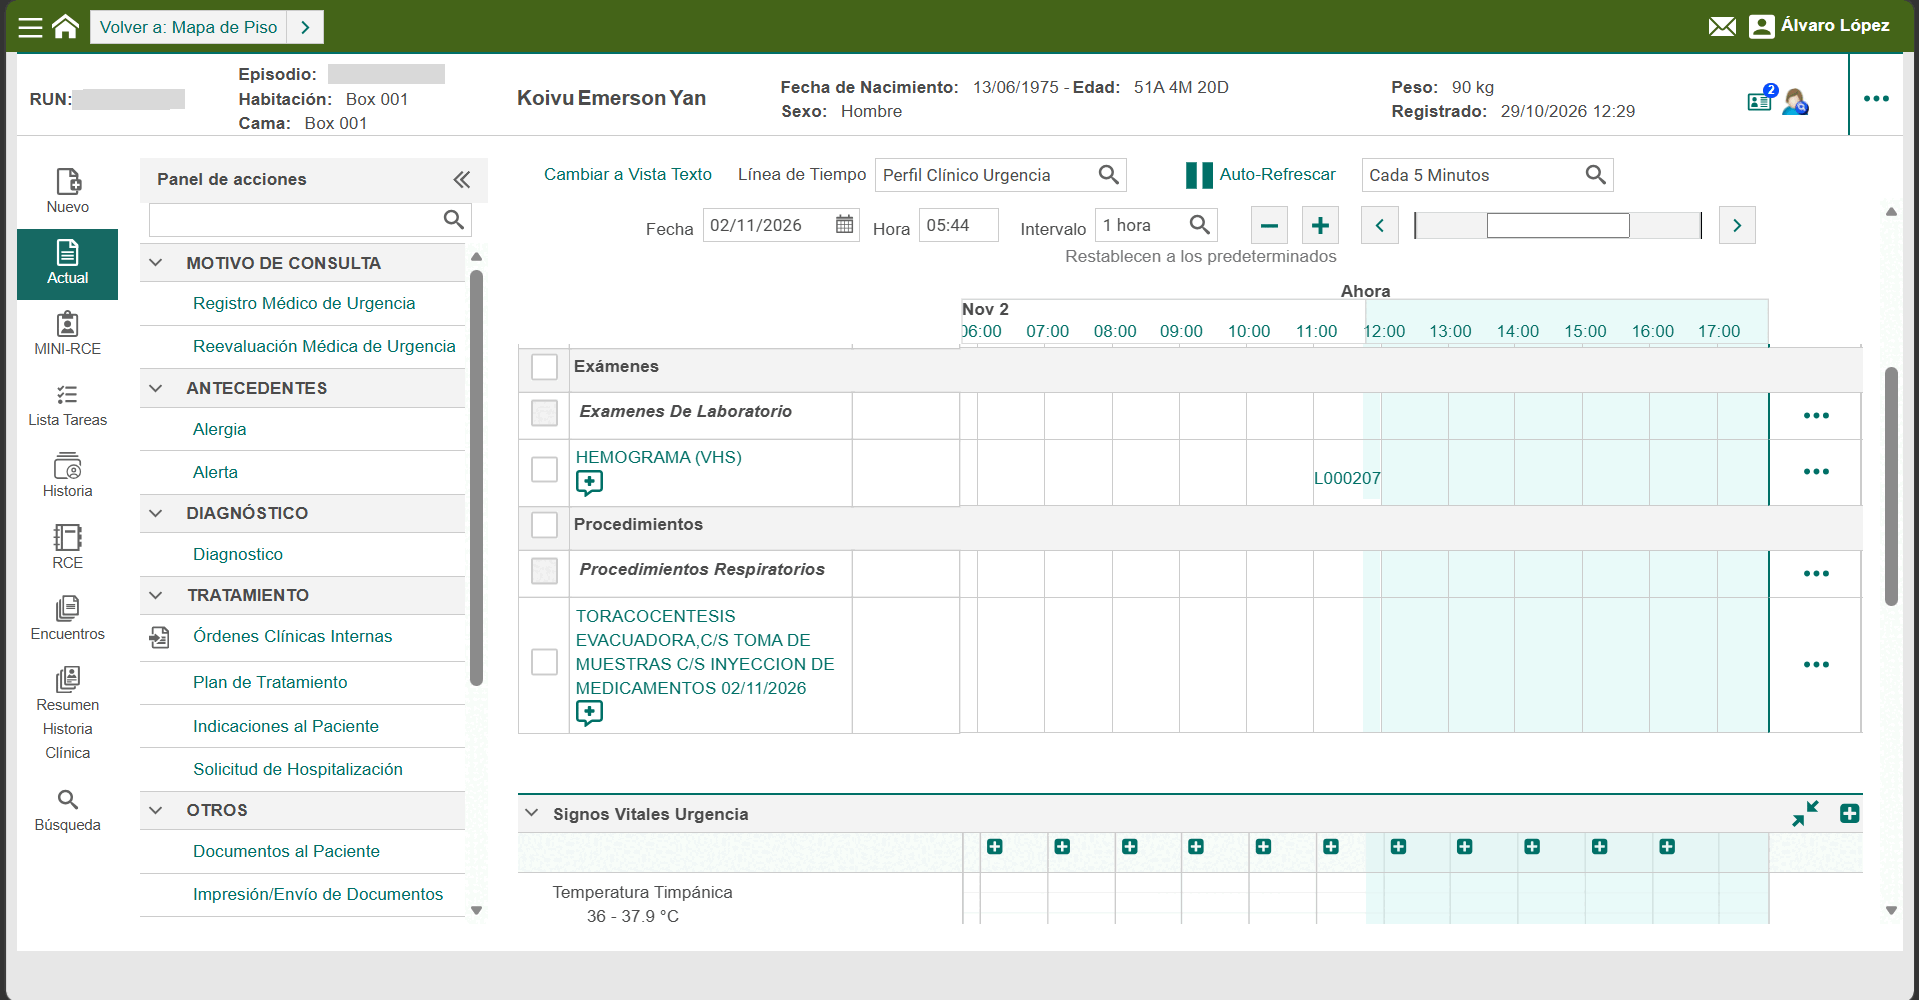 Volver a: Mapa de Piso
Álvaro López
RUN:
Episodio:
Habitación: Box 001
Cama: Box 001
Koivu Emerson Yan
Fecha de Nacimiento: 13/06/1975 - Edad: 51A 4M 20D
Sexo: Hombre
Peso: 90 kg
Registrado: 29/10/2026 12:29
2
Nuevo
Actual
MINI-RCE
Lista Tareas
Historia
RCE
Encuentros
Resumen
Historia
Clínica
Búsqueda
Panel de acciones
MOTIVO DE CONSULTA
Registro Médico de Urgencia
Reevaluación Médica de Urgencia
ANTECEDENTES
Alergia
Alerta
DIAGNÓSTICO
Diagnostico
TRATAMIENTO
Órdenes Clínicas Internas
Plan de Tratamiento
Indicaciones al Paciente
Solicitud de Hospitalización
OTROS
Documentos al Paciente
Impresión/Envío de Documentos
Cambiar a Vista Texto
Línea de Tiempo
Perfil Clínico Urgencia
Auto-Refrescar
Cada 5 Minutos
Fecha 02/11/2026
Hora 05:44
Intervalo 1 hora
Restablecen a los predeterminados
Ahora
Nov 2
06:00 07:00 08:00 09:00 10:00 11:00 12:00 13:00 14:00 15:00 16:00 17:00
Exámenes
Examenes De Laboratorio
HEMOGRAMA (VHS)
L000207
Procedimientos
Procedimientos Respiratorios
TORACOCENTESIS
EVACUADORA,C/S TOMA DE
MUESTRAS C/S INYECCION DE
MEDICAMENTOS 02/11/2026
Signos Vitales Urgencia
Temperatura Timpánica
36 - 37.9 °C